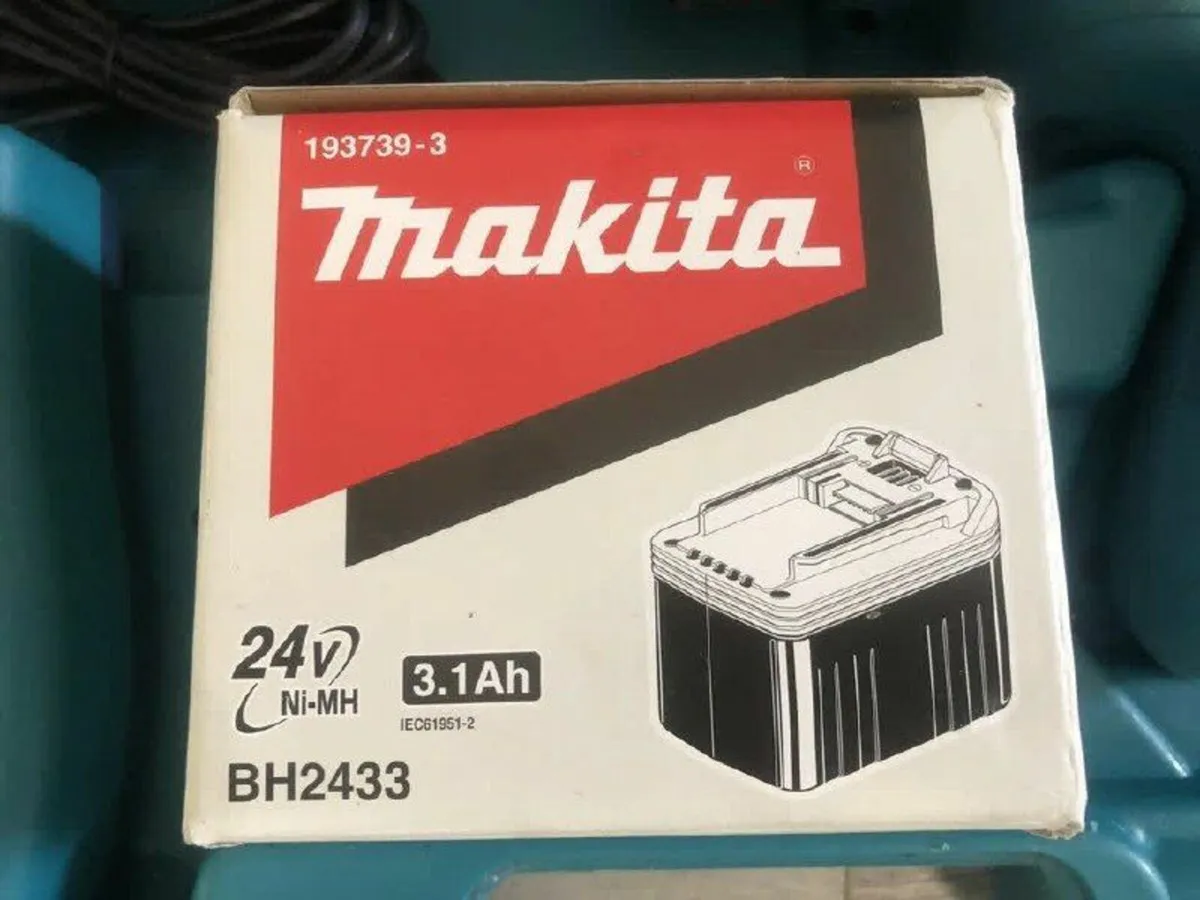 193739-3
makita®
24V
Ni-MH
3.1Ah
IEC61951-2
BH2433